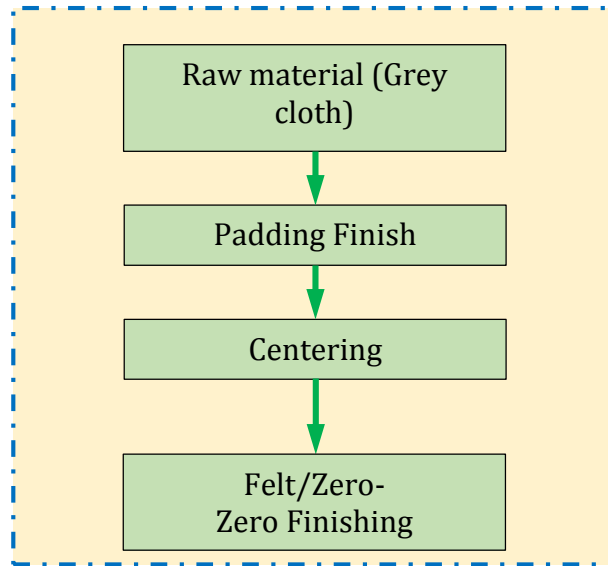 Raw material (Grey
cloth)
Padding Finish
Centering
Felt/Zero-
Zero Finishing